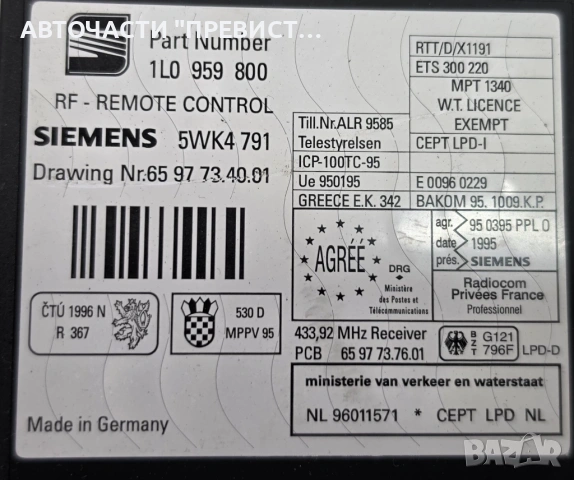 АВТОЧАСТИ "ПРЕВИСТ...
Part Number
1L0 959 800
RF - REMOTE CONTROL
SIEMENS 5WK4 791
Drawing Nr.65 97 73.40.01
ČTÚ 1996 N
R 367
530 D
MPPV 95
Made in Germany
RTT/D/X1191
ETS 300 220
MPT 1340
W.T. LICENCE
EXEMPT
Till.Nr.ALR 9585
Telestyrelsen
CEPT LPD-I
ICP-100TC-95
Ue 950195
E 0096 0229
GREECE E.K. 342
BAKOM 95. 1009.K.P.
AGRÉÉ
DRG
Ministère
des Postes et
Télécommunications
agr. 95 0395 PPL 0
date 1995
prés. SIEMENS
Radiocom
Privées France
Professionnel
433,92 MHz Receiver
PCB 65 97 73.76.01
BZT
G121
796F
LPD-D
ministerie van verkeer en waterstaat
NL 96011571 * CEPT LPD NL
BAZAR